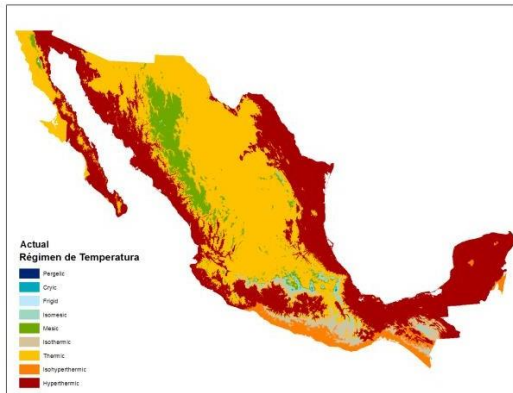 Actual
Régimen de Temperatura
Pergelic
Cryic
Frigid
Isomesic
Mesic
Isothermic
Thermic
Isohyperthermic
Hyperthermic